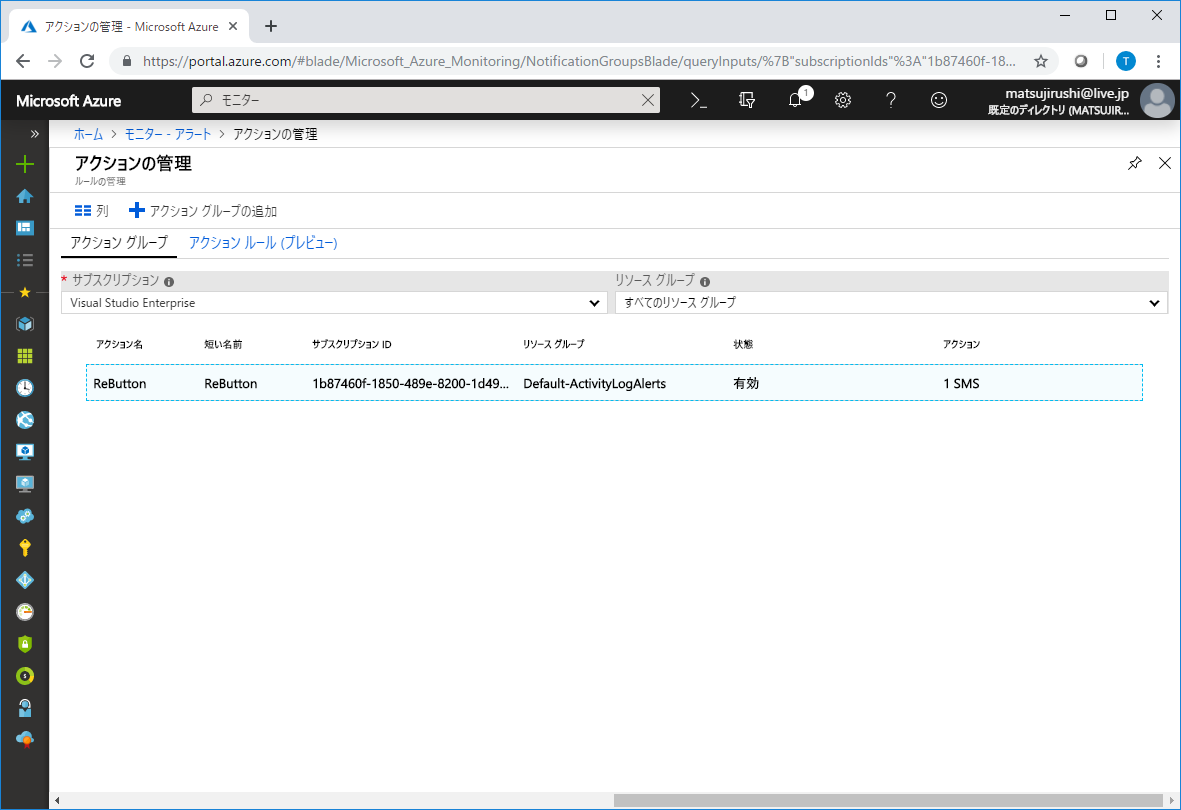 アクションの管理 - Microsoft Azure
https://portal.azure.com/#blade/Microsoft_Azure_Monitoring/NotificationGroupsBlade/queryInputs/%7B"subscriptionIds"%3A"1b87460f-18...
T
Microsoft Azure
モニター
1
matsujirushi@live.jp
既定のディレクトリ (MATSUJIR...
ホーム > モニター - アラート > アクションの管理
アクションの管理
ルールの管理
列 アクション グループの追加
アクション グループ アクション ルール (プレビュー)
* サブスクリプション リソース グループ
Visual Studio Enterprise すべてのリソース グループ
アクション名 短い名前 サブスクリプション ID リソース グループ 状態 アクション
ReButton ReButton 1b87460f-1850-489e-8200-1d49... Default-ActivityLogAlerts 有効 1 SMS